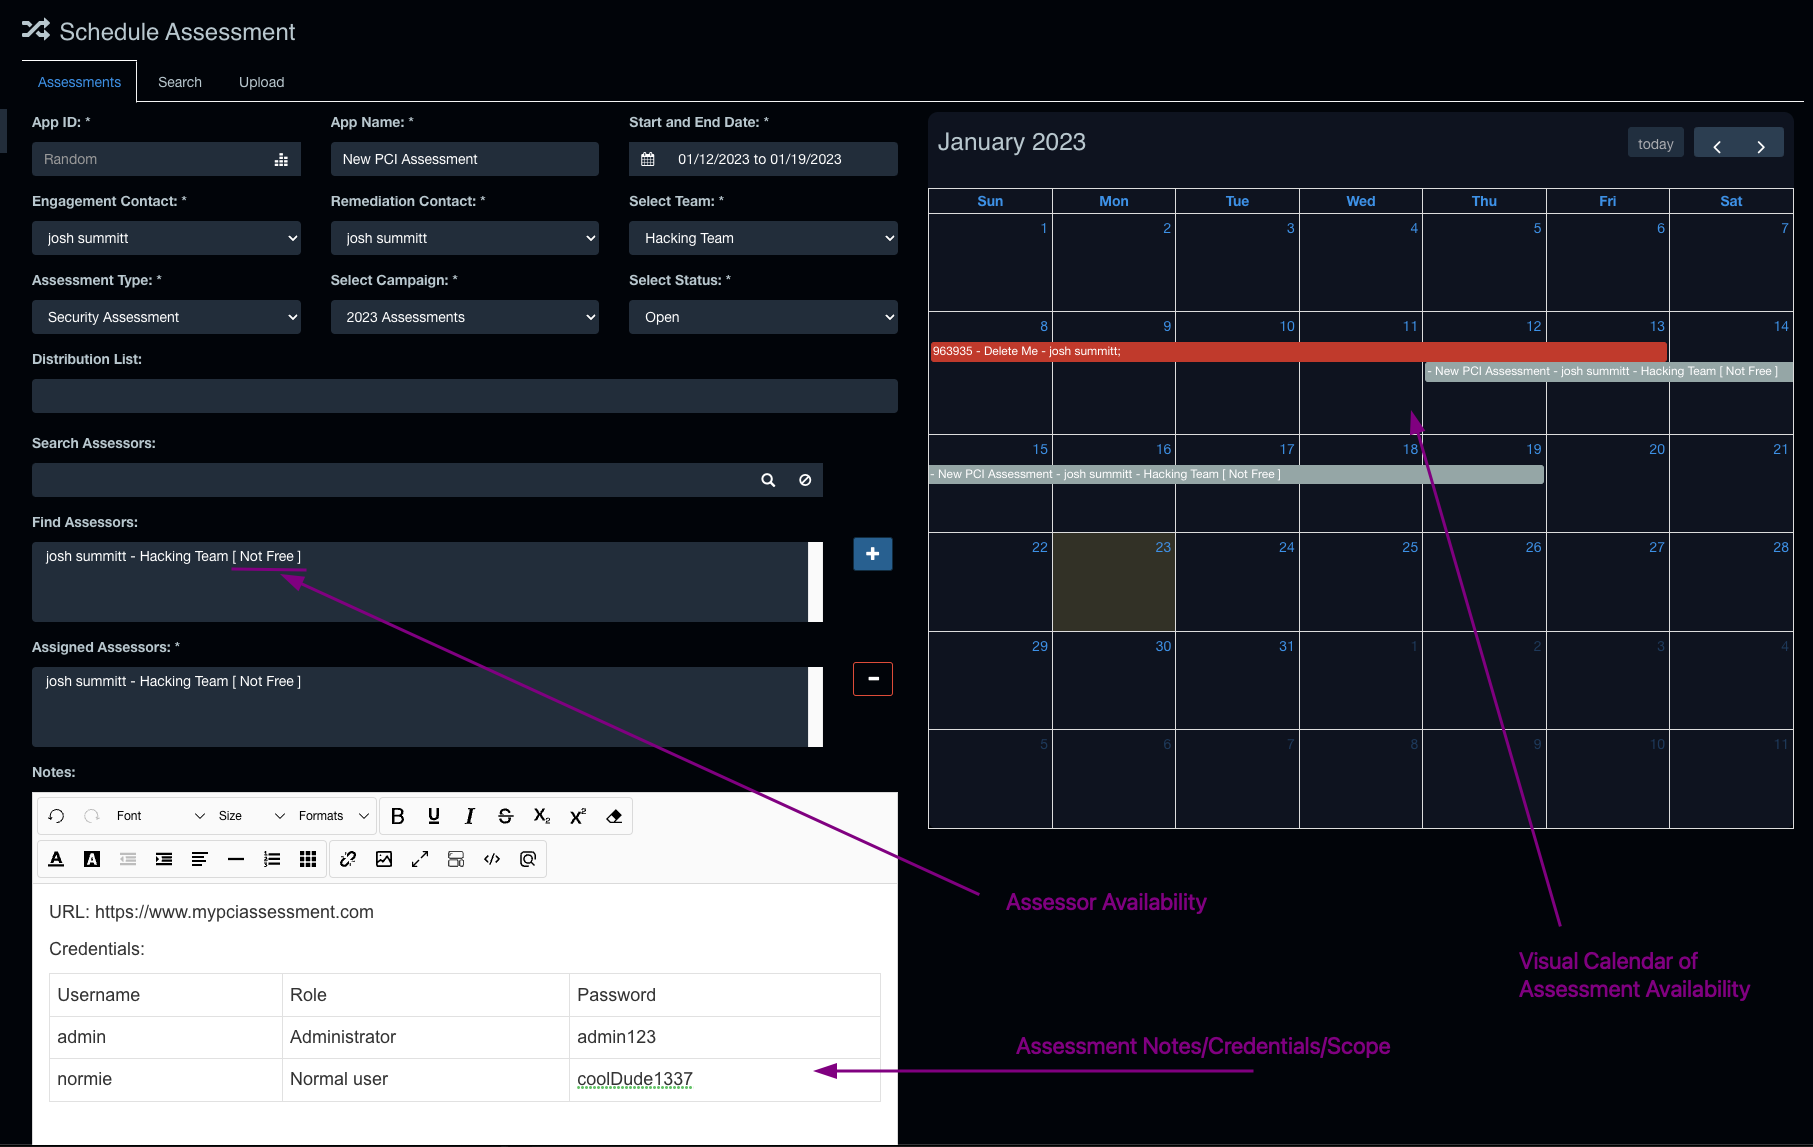 Schedule Assessment
Assessments Search Upload
App ID: * App Name: * Start and End Date: *
Random New PCI Assessment 01/12/2023 to 01/19/2023
Engagement Contact: * Remediation Contact: * Select Team: *
josh summitt josh summitt Hacking Team
Assessment Type: * Select Campaign: * Select Status: *
Security Assessment 2023 Assessments Open
Distribution List:
Search Assessors:
Find Assessors:
josh summitt - Hacking Team [ Not Free ]
Assigned Assessors: *
josh summitt - Hacking Team [ Not Free ]
Notes:
Font Size Formats
B U I S X₂ X²
A A
URL: https://www.mypciassessment.com
Credentials:
Username Role Password
admin Administrator admin123
normie Normal user coolDude1337
January 2023 today
Sun Mon Tue Wed Thu Fri Sat
1 2 3 4 5 6 7
8 9 10 11 12 13 14
963935 - Delete Me - josh summitt;
- New PCI Assessment - josh summitt - Hacking Team [ Not Free ]
15 16 17 18 19 20 21
- New PCI Assessment - josh summitt - Hacking Team [ Not Free ]
22 23 24 25 26 27 28
29 30 31 1 2 3 4
5 6 7 8 9 10 11
Assessor Availability
Visual Calendar of
Assessment Availability
Assessment Notes/Credentials/Scope